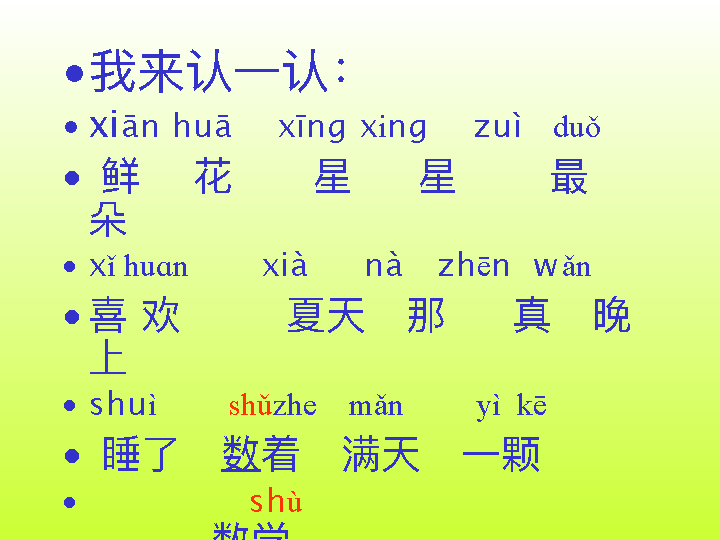 •我来认一认：
•xiān huā xīng xing zuì duǒ
•鲜 花 星 星 最
朵
•xǐ huɑn xià nà zhēn wǎn
•喜 欢 夏天 那 真 晚
上
•shuì shǔzhe mǎn yì kē
•睡了 数着 满天 一颗
• shù
数学